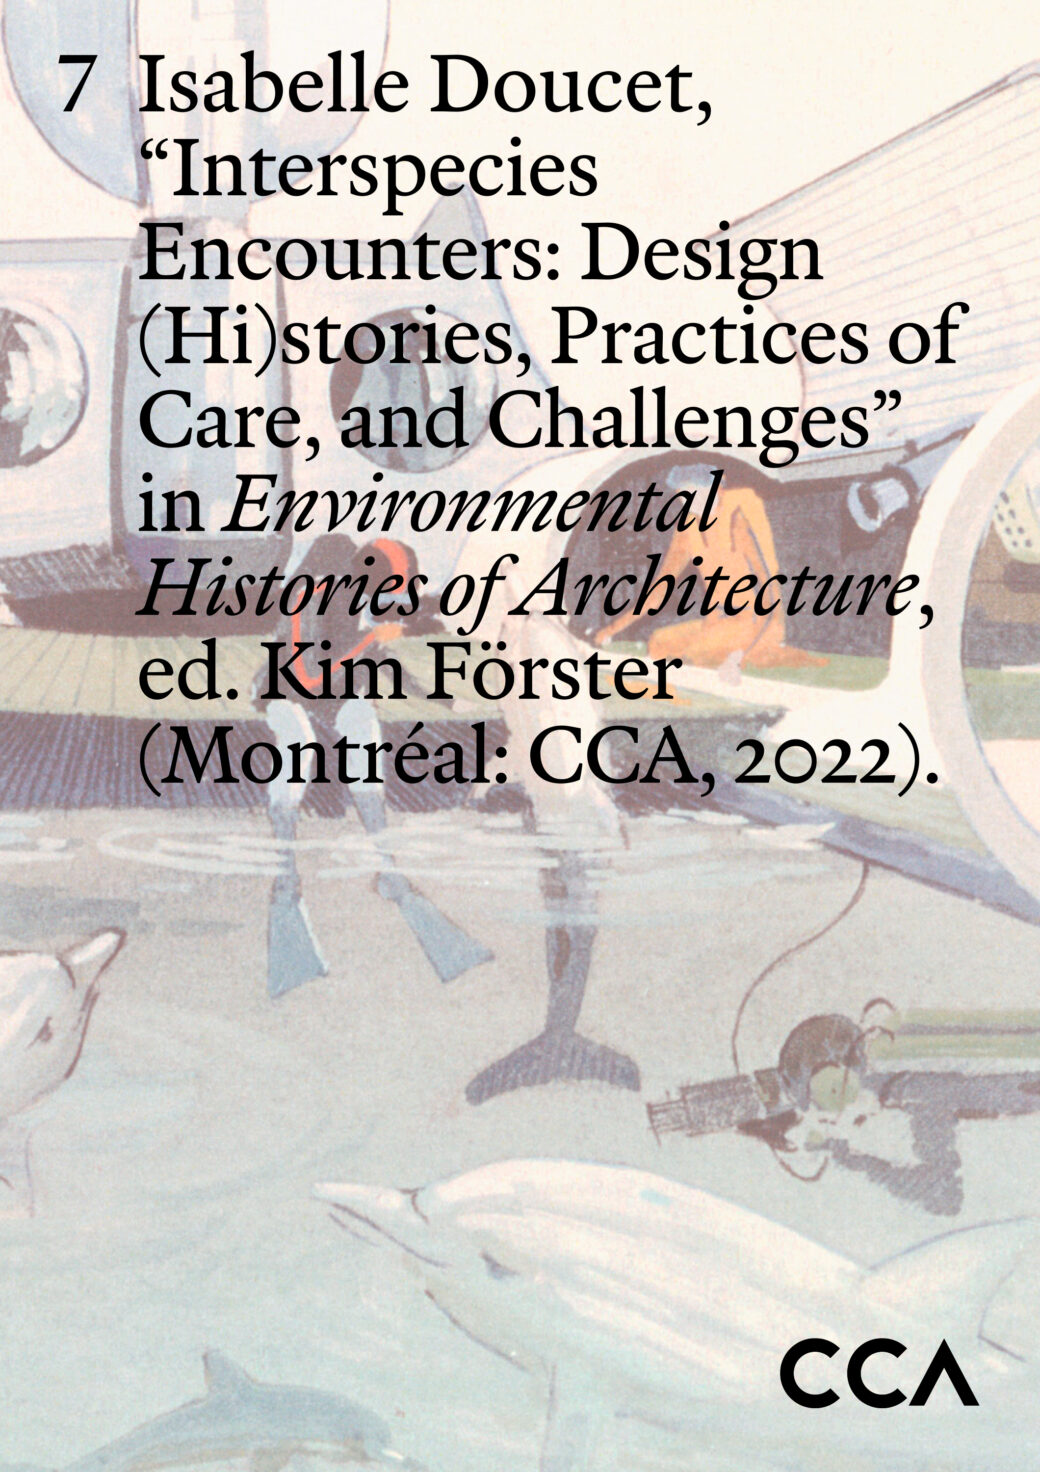 7 Isabelle Doucet,
“Interspecies
Encounters: Design
(Hi)stories, Practices of
Care, and Challenges”
in Environmental
Histories of Architecture,
ed. Kim Förster
(Montréal: CCA, 2022).
CCA